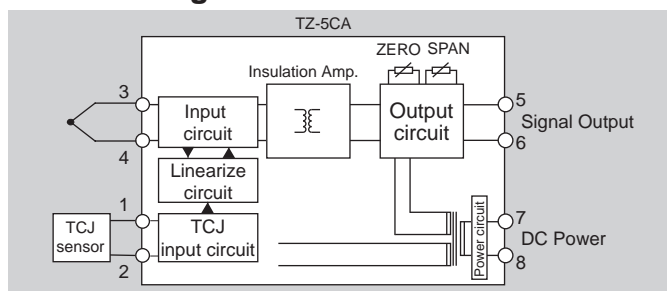 TZ-5CA
ZERO SPAN
Insulation Amp.
3
4
Input
circuit
Output
circuit
5
6
Signal Output
Linearize
circuit
1
2
TCJ
sensor
TCJ
input circuit
Power circuit
7
8
DC Power